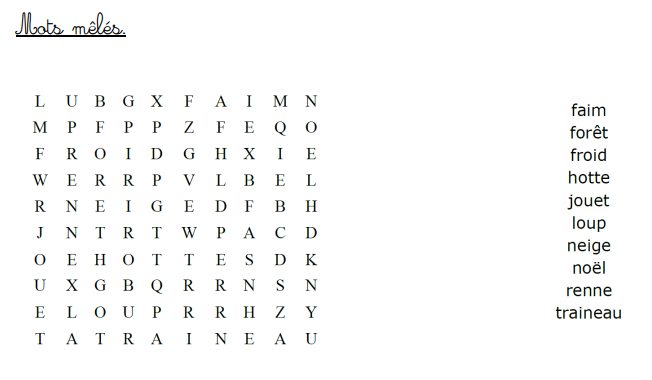 Mots mêlés.
L U B G X F A I M N
M P F P P Z F E Q O
F R O I D G H X I E
W E R R P V L B E L
R N E I G E D F B H
J N T R T W P A C D
O E H O T T E S D K
U X G B Q R R N S N
E L O U P R R H Z Y
T A T R A I N E A U
faim
forêt
froid
hotte
jouet
loup
neige
noël
renne
traineau